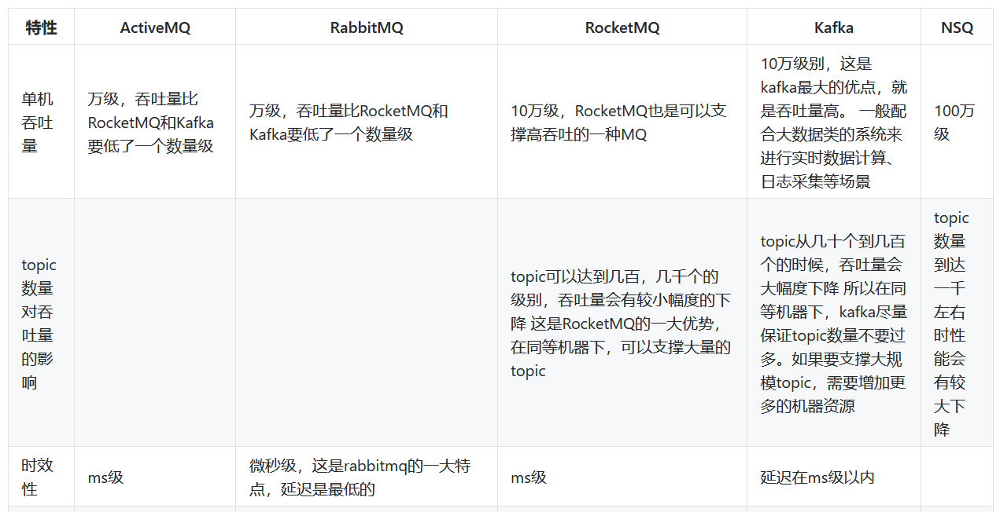 特性 ActiveMQ RabbitMQ RocketMQ Kafka NSQ
单机
吞吐
量
万级，吞吐量比
RocketMQ和Kafka
要低了一个数量级
万级，吞吐量比RocketMQ和
Kafka要低了一个数量级
10万级，RocketMQ也是可以支
撑高吞吐的一种MQ
10万级别，这是
kafka最大的优点，就
是吞吐量高。 一般配
合大数据类的系统来
进行实时数据计算、
日志采集等场景
100万
级
topic
数量
对吞
吐量
的影
响
topic可以达到几百，几千个的
级别，吞吐量会有较小幅度的下
降 这是RocketMQ的一大优势，
在同等机器下，可以支撑大量的
topic
topic从几十个到几百
个的时候，吞吐量会
大幅度下降 所以在同
等机器下，kafka尽量
保证topic数量不要过
多。如果要支撑大规
模topic，需要增加更
多的机器资源
topic
数量
到达
一千
左右
时性
能会
有较
大下
降
时效
性
ms级
微秒级，这是rabbitmq的一大特
点，延迟是最低的
ms级
延迟在ms级以内